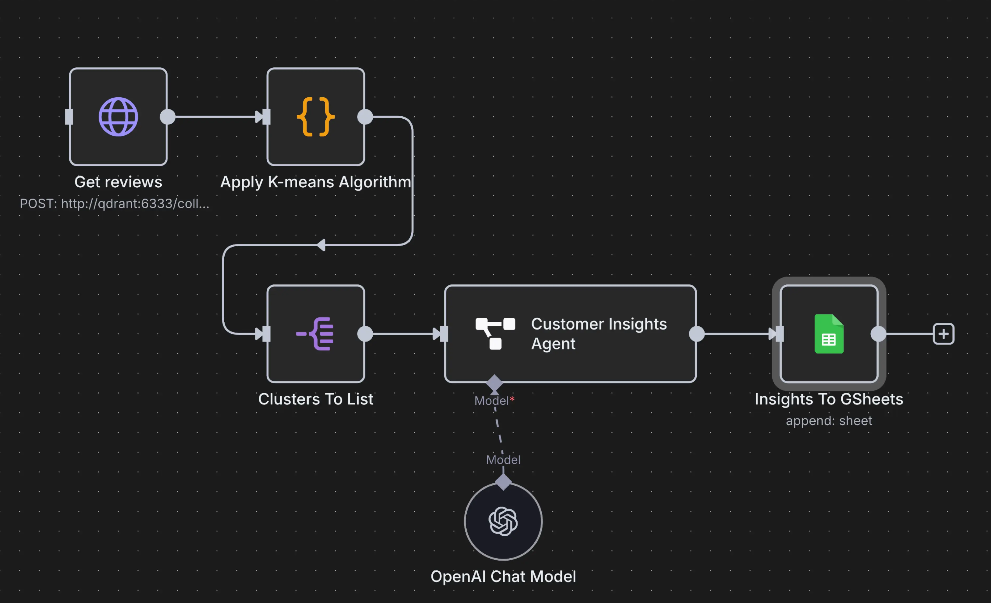 Get reviews
POST: http://qdrant:6333/coll...
Apply K-means Algorithm
Clusters To List
Customer Insights
Agent
Model*
Model
OpenAI Chat Model
Insights To GSheets
append: sheet